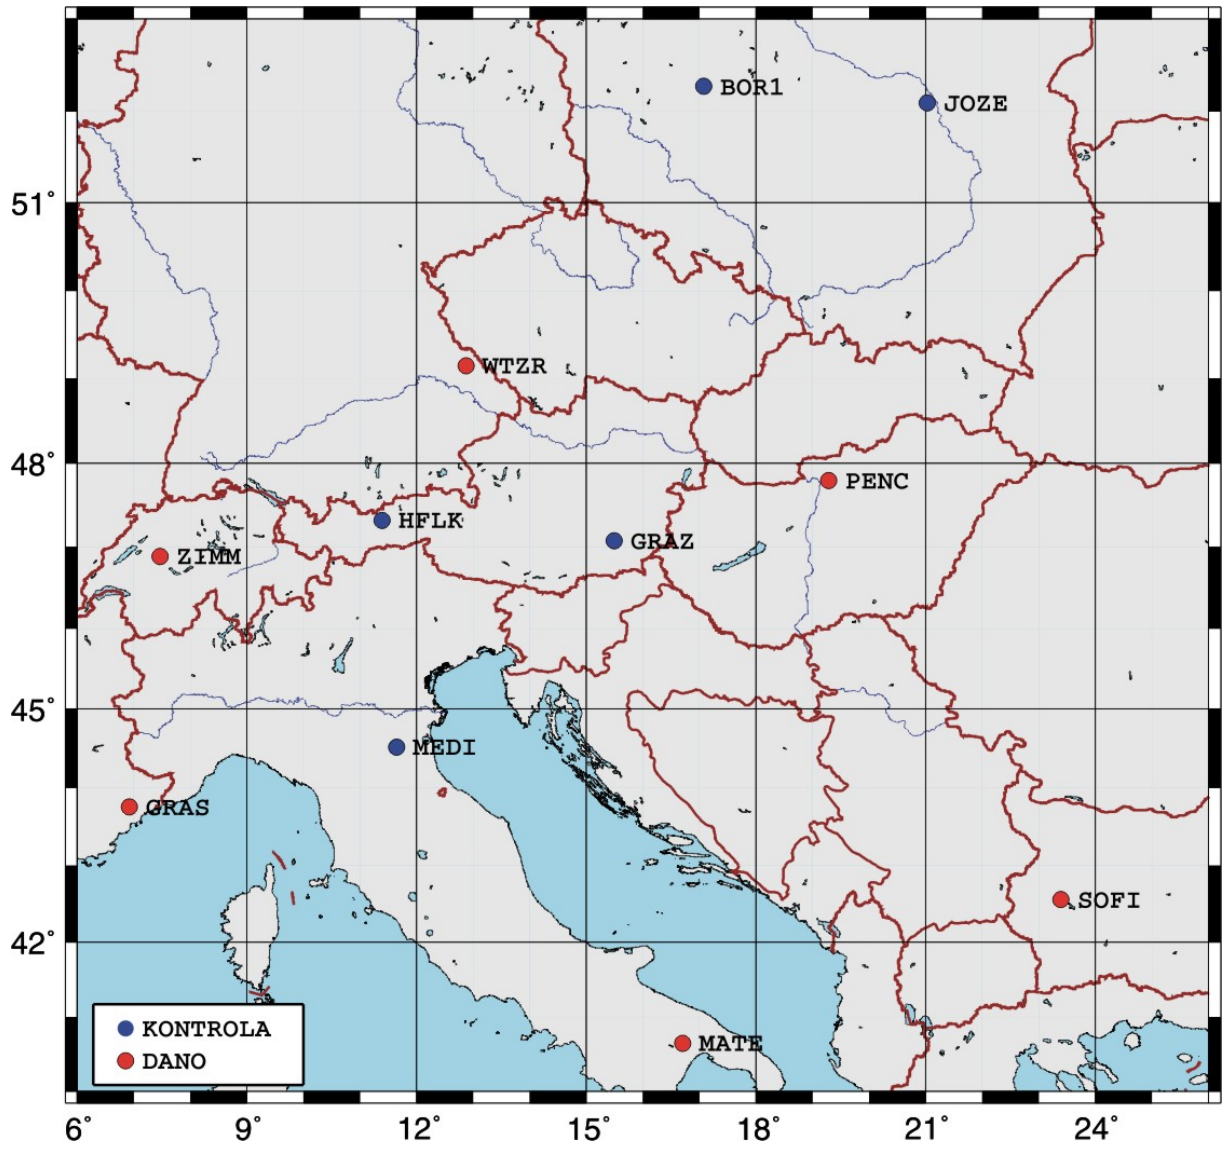 BOR1
JOZE
51°
WTZR
48°
PENC
HFLK
GRAZ
ZIMM
45°
MEDI
GRAS
SOFI
42°
KONTROLA
MATE
DANO
6° 9° 12° 15° 18° 21° 24°